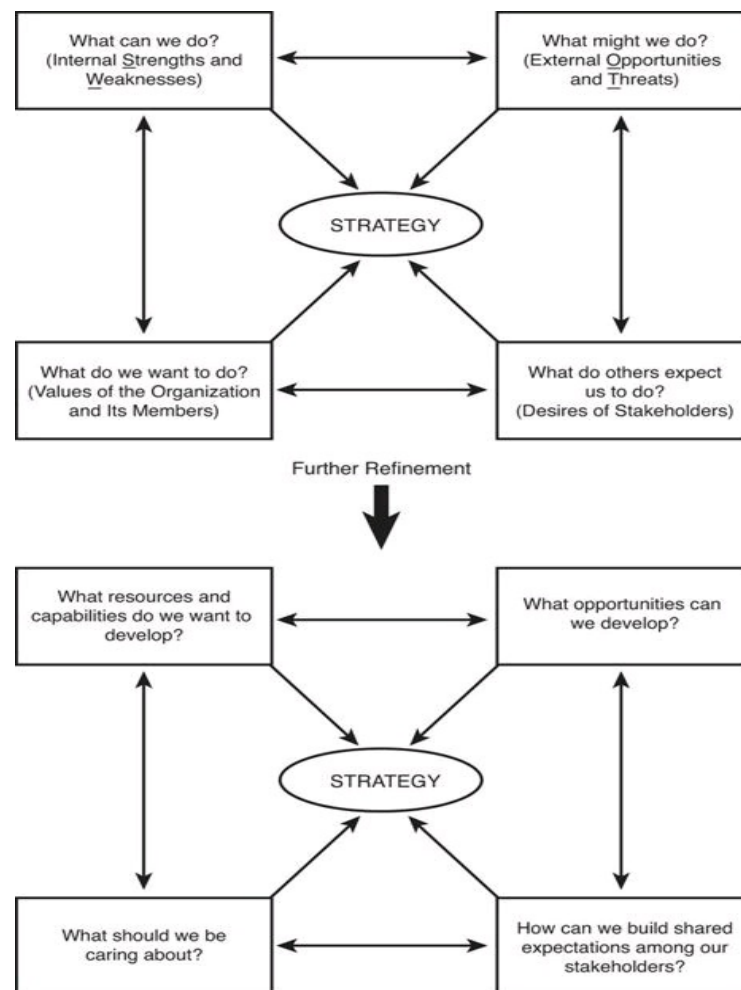 What can we do?
(Internal Strengths and
Weaknesses)
What might we do?
(External Opportunities
and Threats)
STRATEGY
What do we want to do?
(Values of the Organization
and Its Members)
What do others expect
us to do?
(Desires of Stakeholders)
Further Refinement
What resources and
capabilities do we want to
develop?
What opportunities can
we develop?
STRATEGY
What should we be
caring about?
How can we build shared
expectations among our
stakeholders?